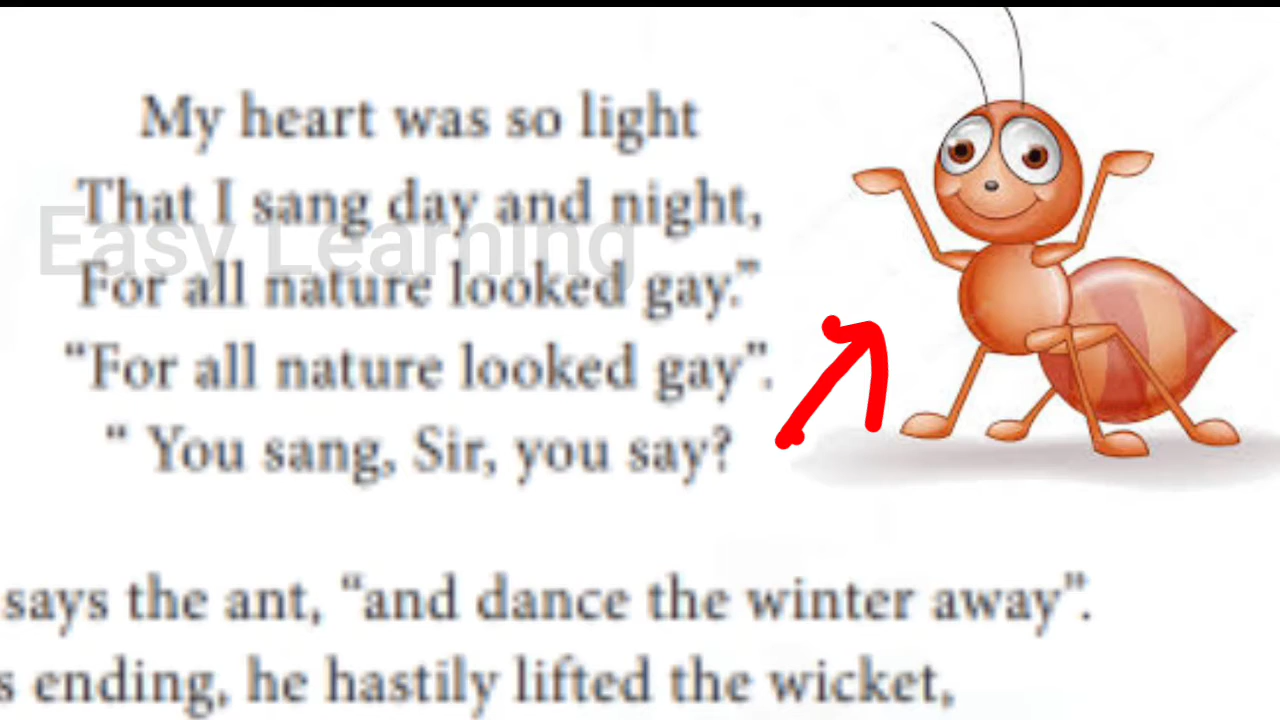 My heart was so light
That I sang day and night,
Easy Learning
For all nature looked gay.”
“For all nature looked gay”.
“ You sang, Sir, you say?
says the ant, “and dance the winter away”.
s ending, he hastily lifted the wicket,